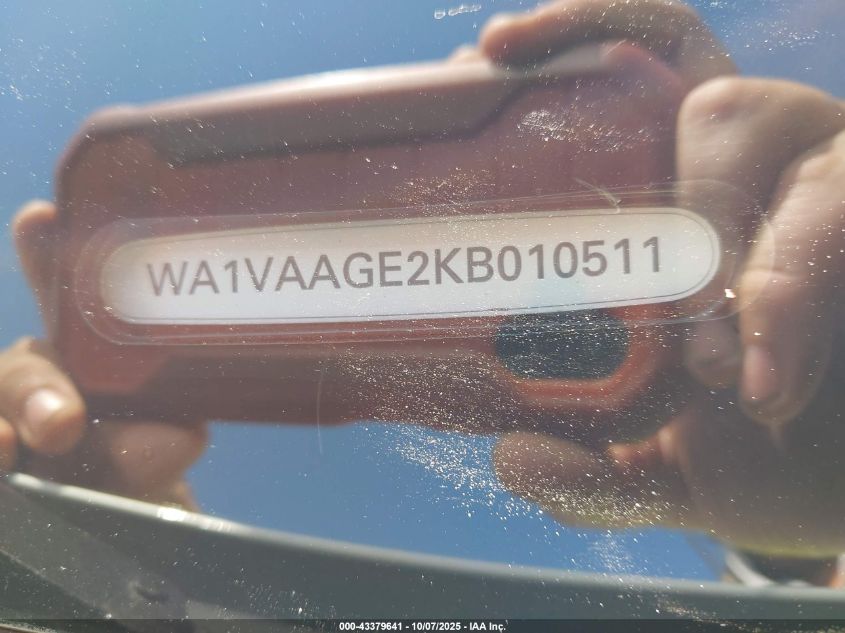 WA1VAAGE2KB010511
000-43379641 - 10/07/2025 - IAA Inc.